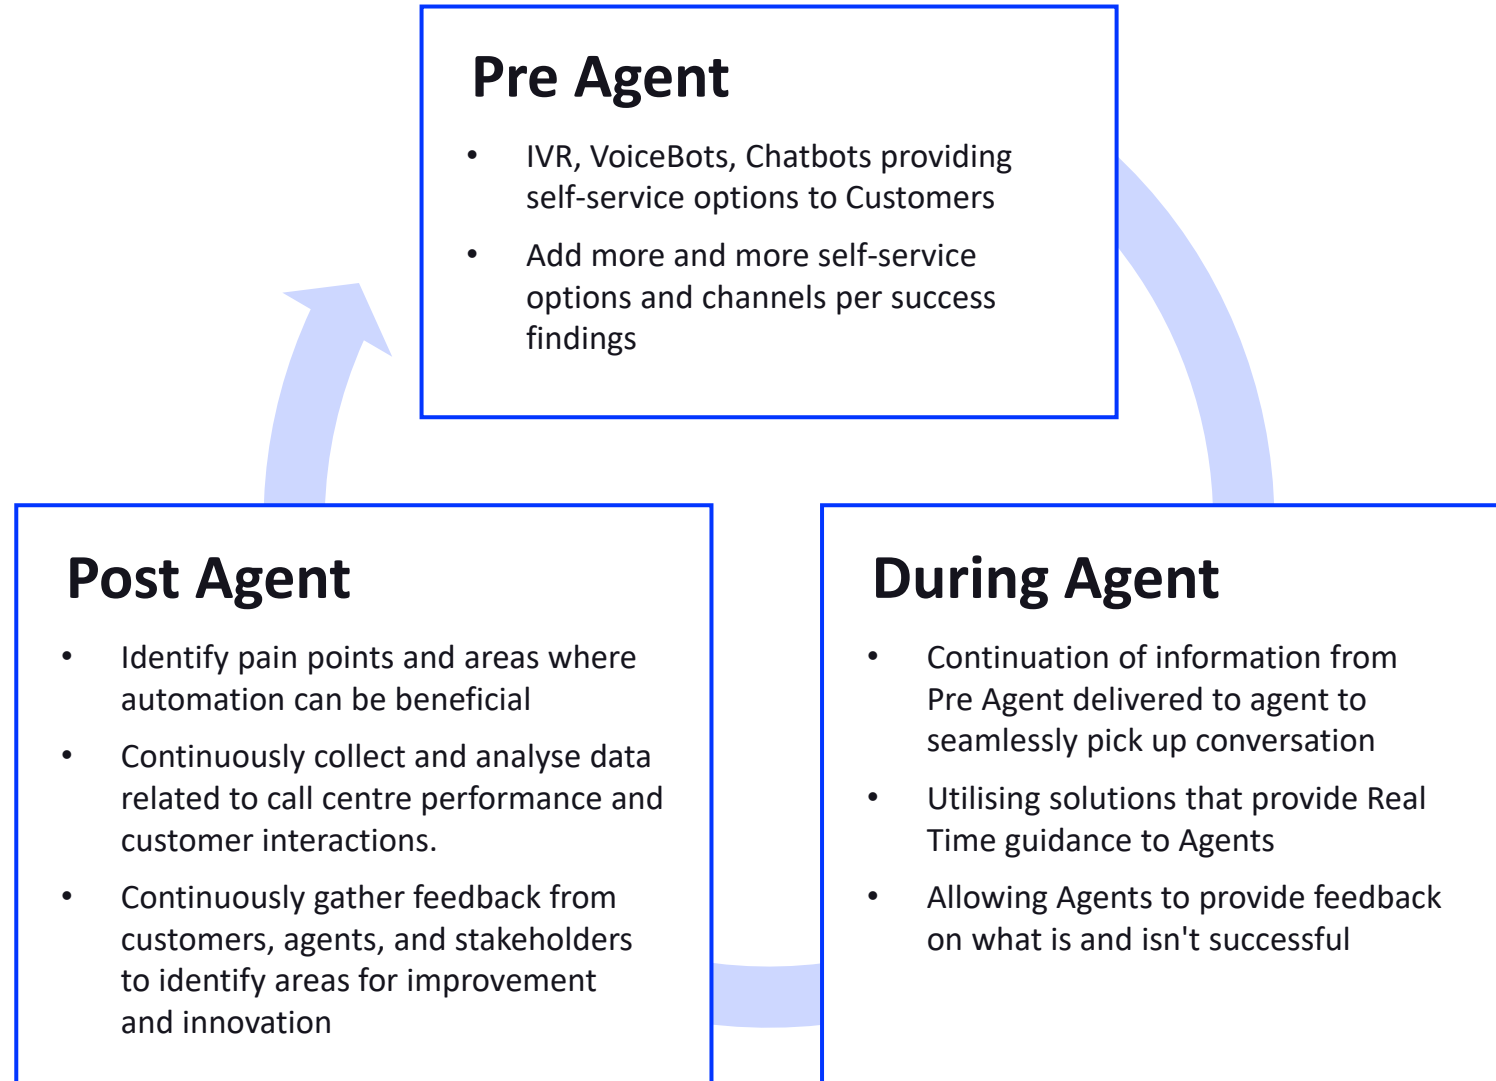 Pre Agent
• IVR, VoiceBots, Chatbots providing
self-service options to Customers
• Add more and more self-service
options and channels per success
findings
Post Agent
• Identify pain points and areas where
automation can be beneficial
• Continuously collect and analyse data
related to call centre performance and
customer interactions.
• Continuously gather feedback from
customers, agents, and stakeholders
to identify areas for improvement
and innovation
During Agent
• Continuation of information from
Pre Agent delivered to agent to
seamlessly pick up conversation
• Utilising solutions that provide Real
Time guidance to Agents
• Allowing Agents to provide feedback
on what is and isn't successful